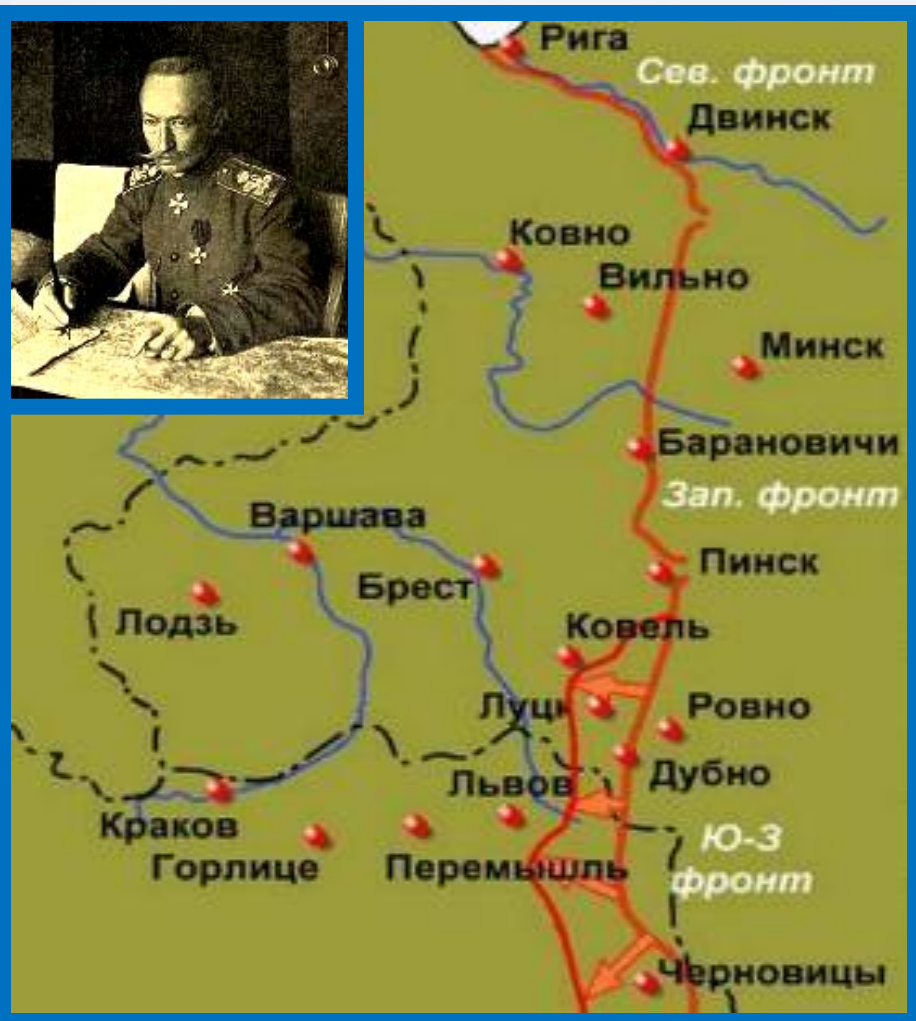 Рига
Сев. фронт
Двинск
Ковно
Вильно
Минск
Барановичи
Зап. фронт
Варшава
Пинск
Брест
Лодзь
Ковель
Луцк
Ровно
Дубно
Львов
Краков
Ю-З
фронт
Горлице
Перемышль
Черновицы